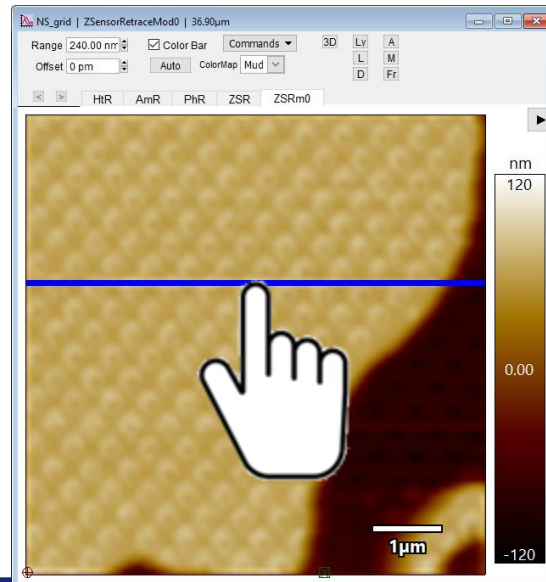 NS_grid | ZSensorRetraceMod0 | 36.90µm
Range 240.00 nm Color Bar Commands 3D Ly A
L M
Offset 0 pm Auto ColorMap Mud D Fr
< > HtR AmR PhR ZSR ZSRm0
nm
120
0.00
1µm
-120